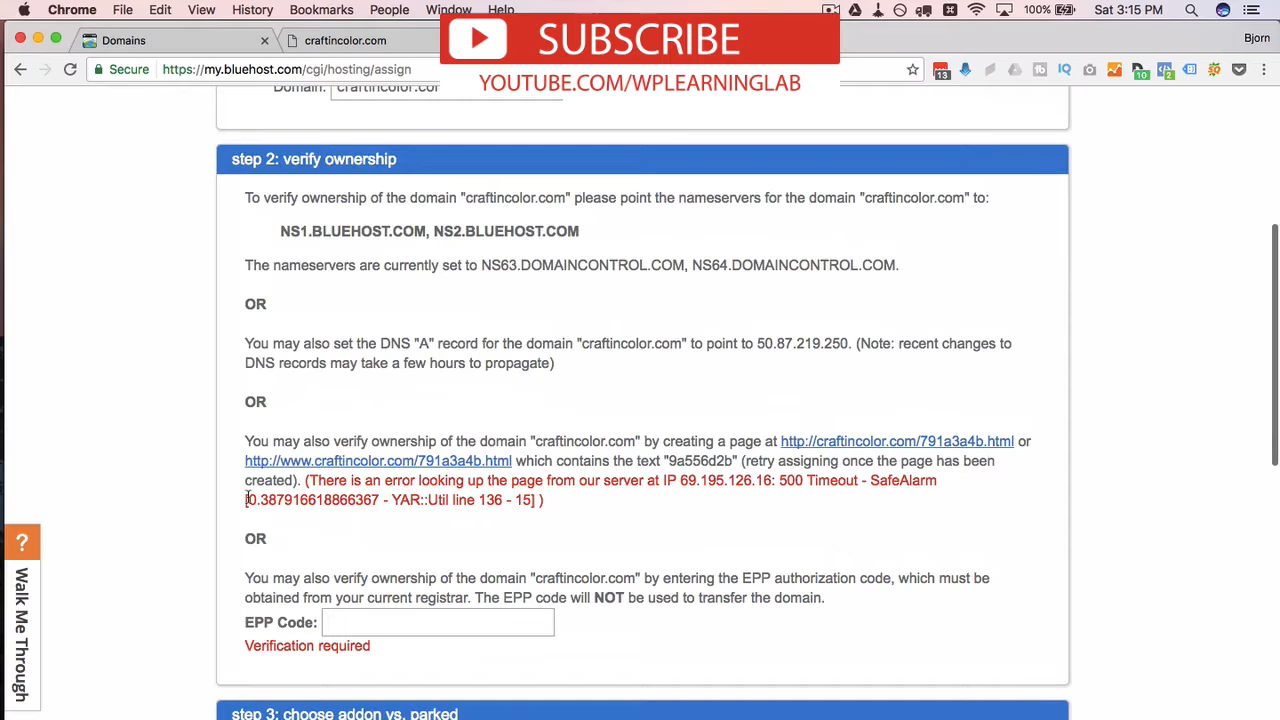 Chrome File Edit View History Bookmarks People Window Help 100% Sat 3:15 PM
Domains craftincolor.com Bjorn
Secure https://my.bluehost.com/cgi/hosting/assign 13 10 2
SUBSCRIBE
YOUTUBE.COM/WPLEARNINGLAB
Domain: craftincolor.com
step 2: verify ownership
To verify ownership of the domain "craftincolor.com" please point the nameservers for the domain "craftincolor.com" to:
NS1.BLUEHOST.COM, NS2.BLUEHOST.COM
The nameservers are currently set to NS63.DOMAINCONTROL.COM, NS64.DOMAINCONTROL.COM.
OR
You may also set the DNS "A" record for the domain "craftincolor.com" to point to 50.87.219.250. (Note: recent changes to
DNS records may take a few hours to propagate)
OR
You may also verify ownership of the domain "craftincolor.com" by creating a page at http://craftincolor.com/791a3a4b.html or
http://www.craftincolor.com/791a3a4b.html which contains the text "9a556d2b" (retry assigning once the page has been
created). (There is an error looking up the page from our server at IP 69.195.126.16: 500 Timeout - SafeAlarm
[0.387916618866367 - YAR::Util line 136 - 15] )
OR
You may also verify ownership of the domain "craftincolor.com" by entering the EPP authorization code, which must be
obtained from your current registrar. The EPP code will NOT be used to transfer the domain.
EPP Code:
Verification required
step 3: choose addon vs. parked
?
Walk Me Through